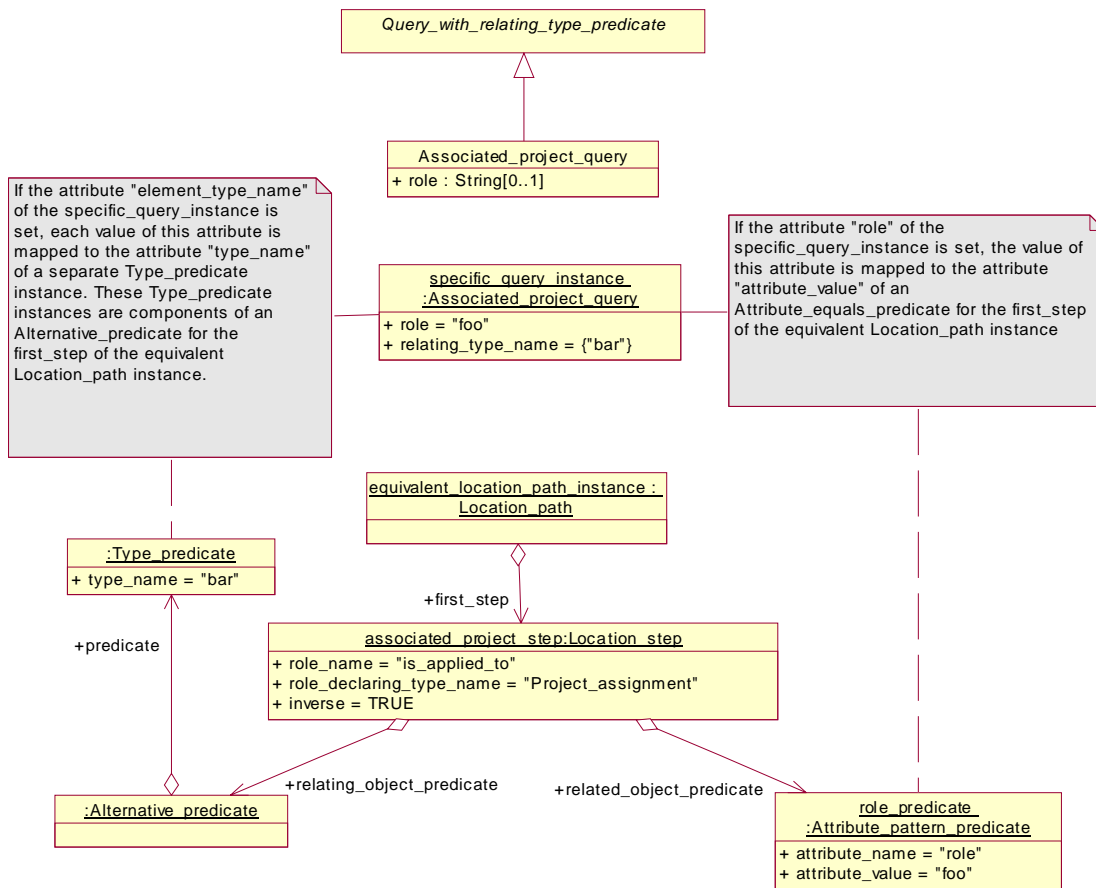 Query_with_relating_type_predicate
Associated_project_query
+ role : String[0..1]
If the attribute "element_type_name"
of the specific_query_instance is
set, each value of this attribute is
mapped to the attribute "type_name"
of a separate Type_predicate
instance. These Type_predicate
instances are components of an
Alternative_predicate for the
first_step of the equivalent
Location_path instance.
specific_query_instance
:Associated_project_query
+ role = "foo"
+ relating_type_name = {"bar"}
If the attribute "role" of the
specific_query_instance is set, the value of
this attribute is mapped to the attribute
"attribute_value" of an
Attribute_equals_predicate for the first_step
of the equivalent Location_path instance
equivalent_location_path_instance :
Location_path
:Type_predicate
+ type_name = "bar"
+first_step
+predicate
associated_project_step:Location_step
+ role_name = "is_applied_to"
+ role_declaring_type_name = "Project_assignment"
+ inverse = TRUE
+relating_object_predicate
+related_object_predicate
:Alternative_predicate
role_predicate
:Attribute_pattern_predicate
+ attribute_name = "role"
+ attribute_value = "foo"